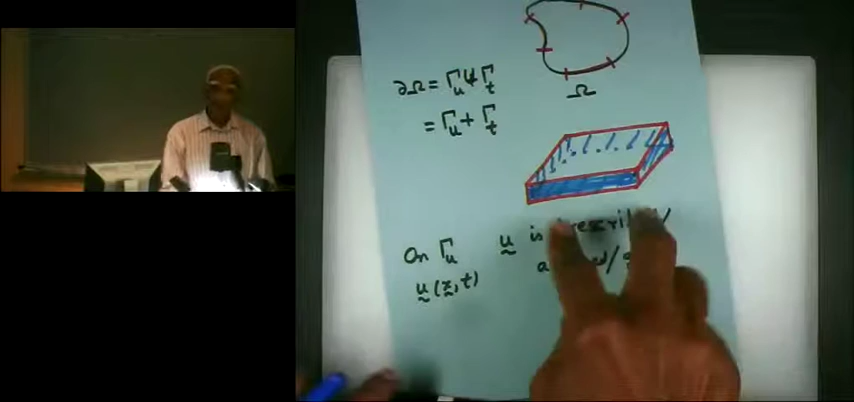 ∂Ω = Γu ⊎ Γt
= Γu + Γt
Ω
On Γu u is
u(x,t)